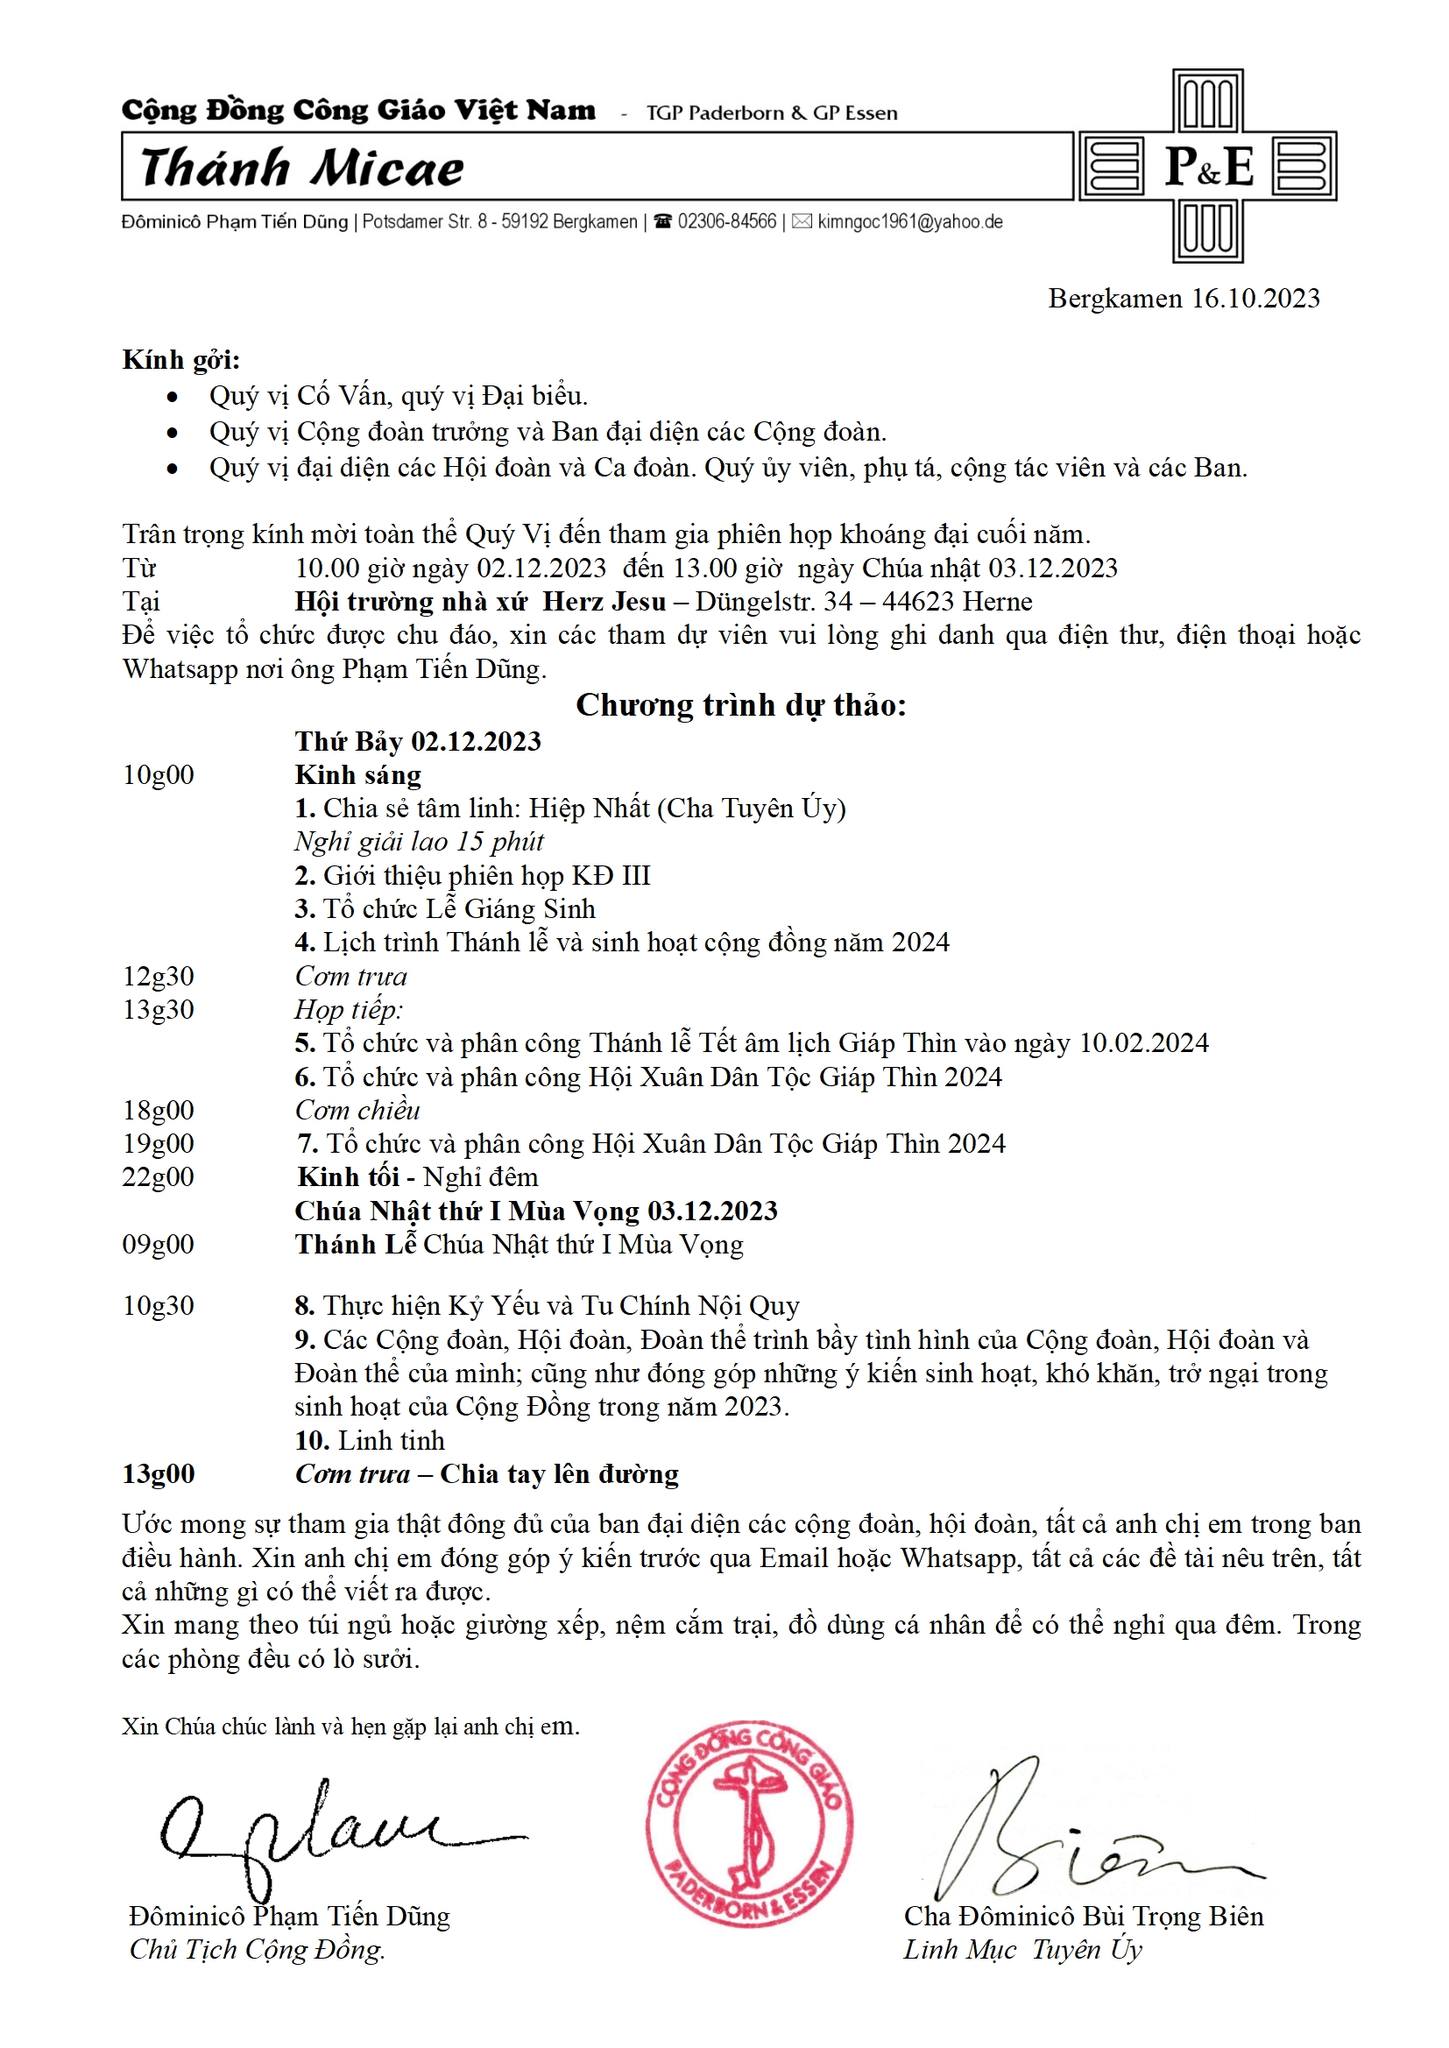 Cộng Đồng Công Giáo Việt Nam - TGP Paderborn & GP Essen
Thánh Micae
P&E
Đôminicô Phạm Tiến Dũng | Potsdamer Str. 8 - 59192 Bergkamen | ☎ 02306-84566 | ✉ kimngoc1961@yahoo.de
Bergkamen 16.10.2023
Kính gởi:
• Quý vị Cố Vấn, quý vị Đại biểu.
• Quý vị Cộng đoàn trưởng và Ban đại diện các Cộng đoàn.
• Quý vị đại diện các Hội đoàn và Ca đoàn. Quý ủy viên, phụ tá, cộng tác viên và các Ban.
Trân trọng kính mời toàn thể Quý Vị đến tham gia phiên họp khoáng đại cuối năm.
Từ 10.00 giờ ngày 02.12.2023 đến 13.00 giờ ngày Chúa nhật 03.12.2023
Tại Hội trường nhà xứ Herz Jesu – Düngelstr. 34 – 44623 Herne
Để việc tổ chức được chu đáo, xin các tham dự viên vui lòng ghi danh qua điện thư, điện thoại hoặc
Whatsapp nơi ông Phạm Tiến Dũng.
Chương trình dự thảo:
Thứ Bảy 02.12.2023
10g00 Kinh sáng
1. Chia sẻ tâm linh: Hiệp Nhất (Cha Tuyên Úy)
Nghỉ giải lao 15 phút
2. Giới thiệu phiên họp KĐ III
3. Tổ chức Lễ Giáng Sinh
4. Lịch trình Thánh lễ và sinh hoạt cộng đồng năm 2024
12g30 Cơm trưa
13g30 Họp tiếp:
5. Tổ chức và phân công Thánh lễ Tết âm lịch Giáp Thìn vào ngày 10.02.2024
6. Tổ chức và phân công Hội Xuân Dân Tộc Giáp Thìn 2024
18g00 Cơm chiều
19g00 7. Tổ chức và phân công Hội Xuân Dân Tộc Giáp Thìn 2024
22g00 Kinh tối - Nghỉ đêm
Chúa Nhật thứ I Mùa Vọng 03.12.2023
09g00 Thánh Lễ Chúa Nhật thứ I Mùa Vọng
10g30 8. Thực hiện Kỷ Yếu và Tu Chính Nội Quy
9. Các Cộng đoàn, Hội đoàn, Đoàn thể trình bầy tình hình của Cộng đoàn, Hội đoàn và
Đoàn thể của mình; cũng như đóng góp những ý kiến sinh hoạt, khó khăn, trở ngại trong
sinh hoạt của Cộng Đồng trong năm 2023.
10. Linh tinh
13g00 Cơm trưa – Chia tay lên đường
Ước mong sự tham gia thật đông đủ của ban đại diện các cộng đoàn, hội đoàn, tất cả anh chị em trong ban
điều hành. Xin anh chị em đóng góp ý kiến trước qua Email hoặc Whatsapp, tất cả các đề tài nêu trên, tất
cả những gì có thể viết ra được.
Xin mang theo túi ngủ hoặc giường xếp, nệm cắm trại, đồ dùng cá nhân để có thể nghỉ qua đêm. Trong
các phòng đều có lò sưởi.
Xin Chúa chúc lành và hẹn gặp lại anh chị em.
CỘNG ĐỒNG CÔNG GIÁO
PADERBORN & ESSEN
Biên
Đôminicô Phạm Tiến Dũng Cha Đôminicô Bùi Trọng Biên
Chủ Tịch Cộng Đồng. Linh Mục Tuyên Úy